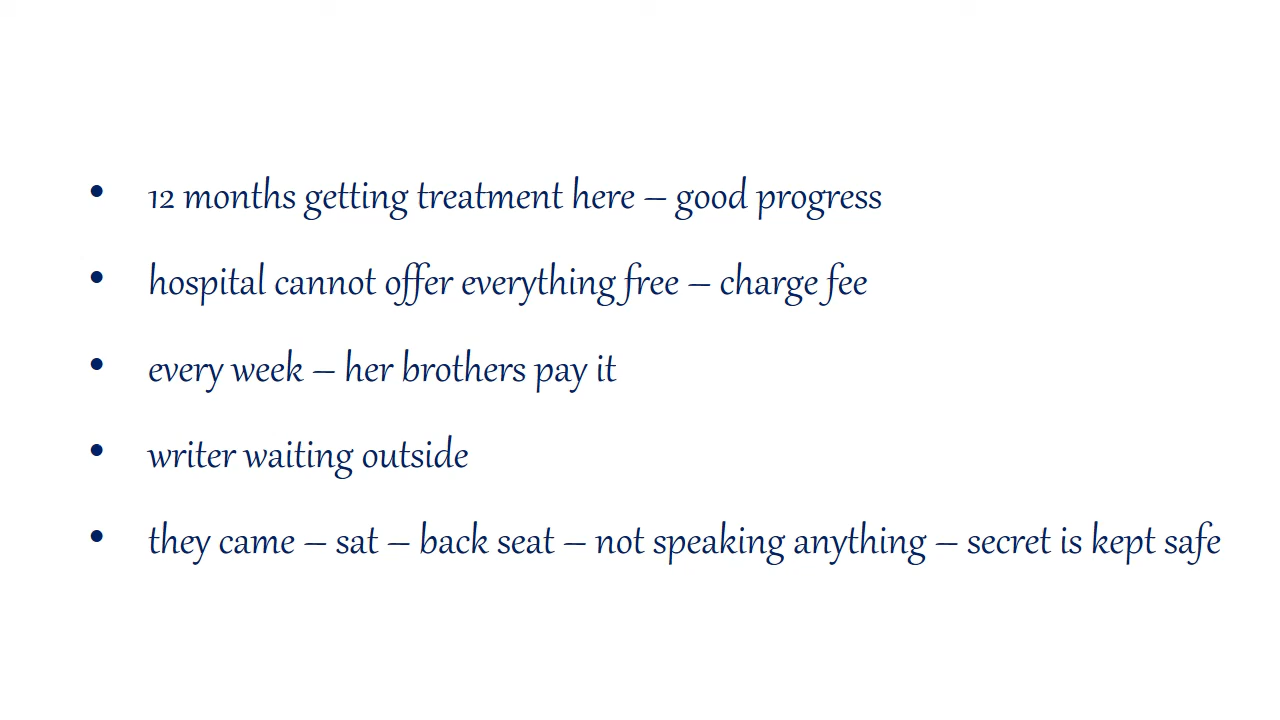 • 12 months getting treatment here – good progress
• hospital cannot offer everything free – charge fee
• every week – her brothers pay it
• writer waiting outside
• they came – sat – back seat – not speaking anything – secret is kept safe